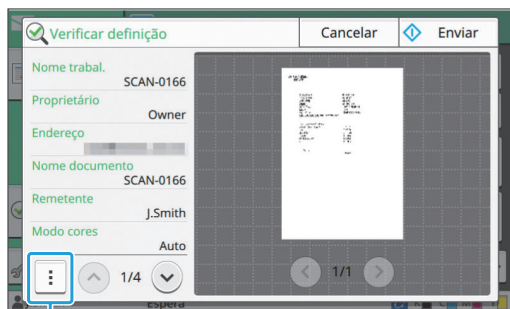 Verificar definição
Cancelar
Enviar
Nome trabal.
SCAN-0166
Proprietário
Owner
Endereço
Nome documento
SCAN-0166
Remetente
J.Smith
Modo cores
Auto
1/4
1/1
Espera
K C M Y